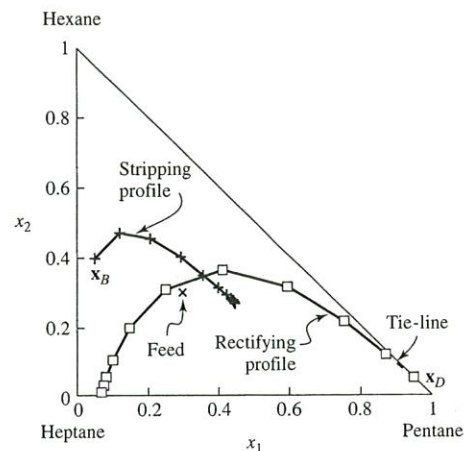 Hexane
1
0.8
Stripping
profile
0.6
x2
0.4
xB
Feed
Rectifying
profile
Tie-line
0.2
xD
0
0
0.2
0.4
0.6
0.8
1
Heptane
x1
Pentane